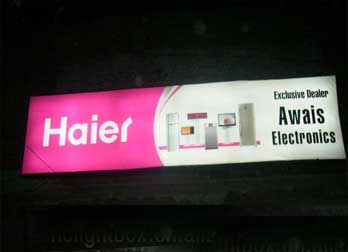 Haier
Exclusive Dealer
Awais
Electronics